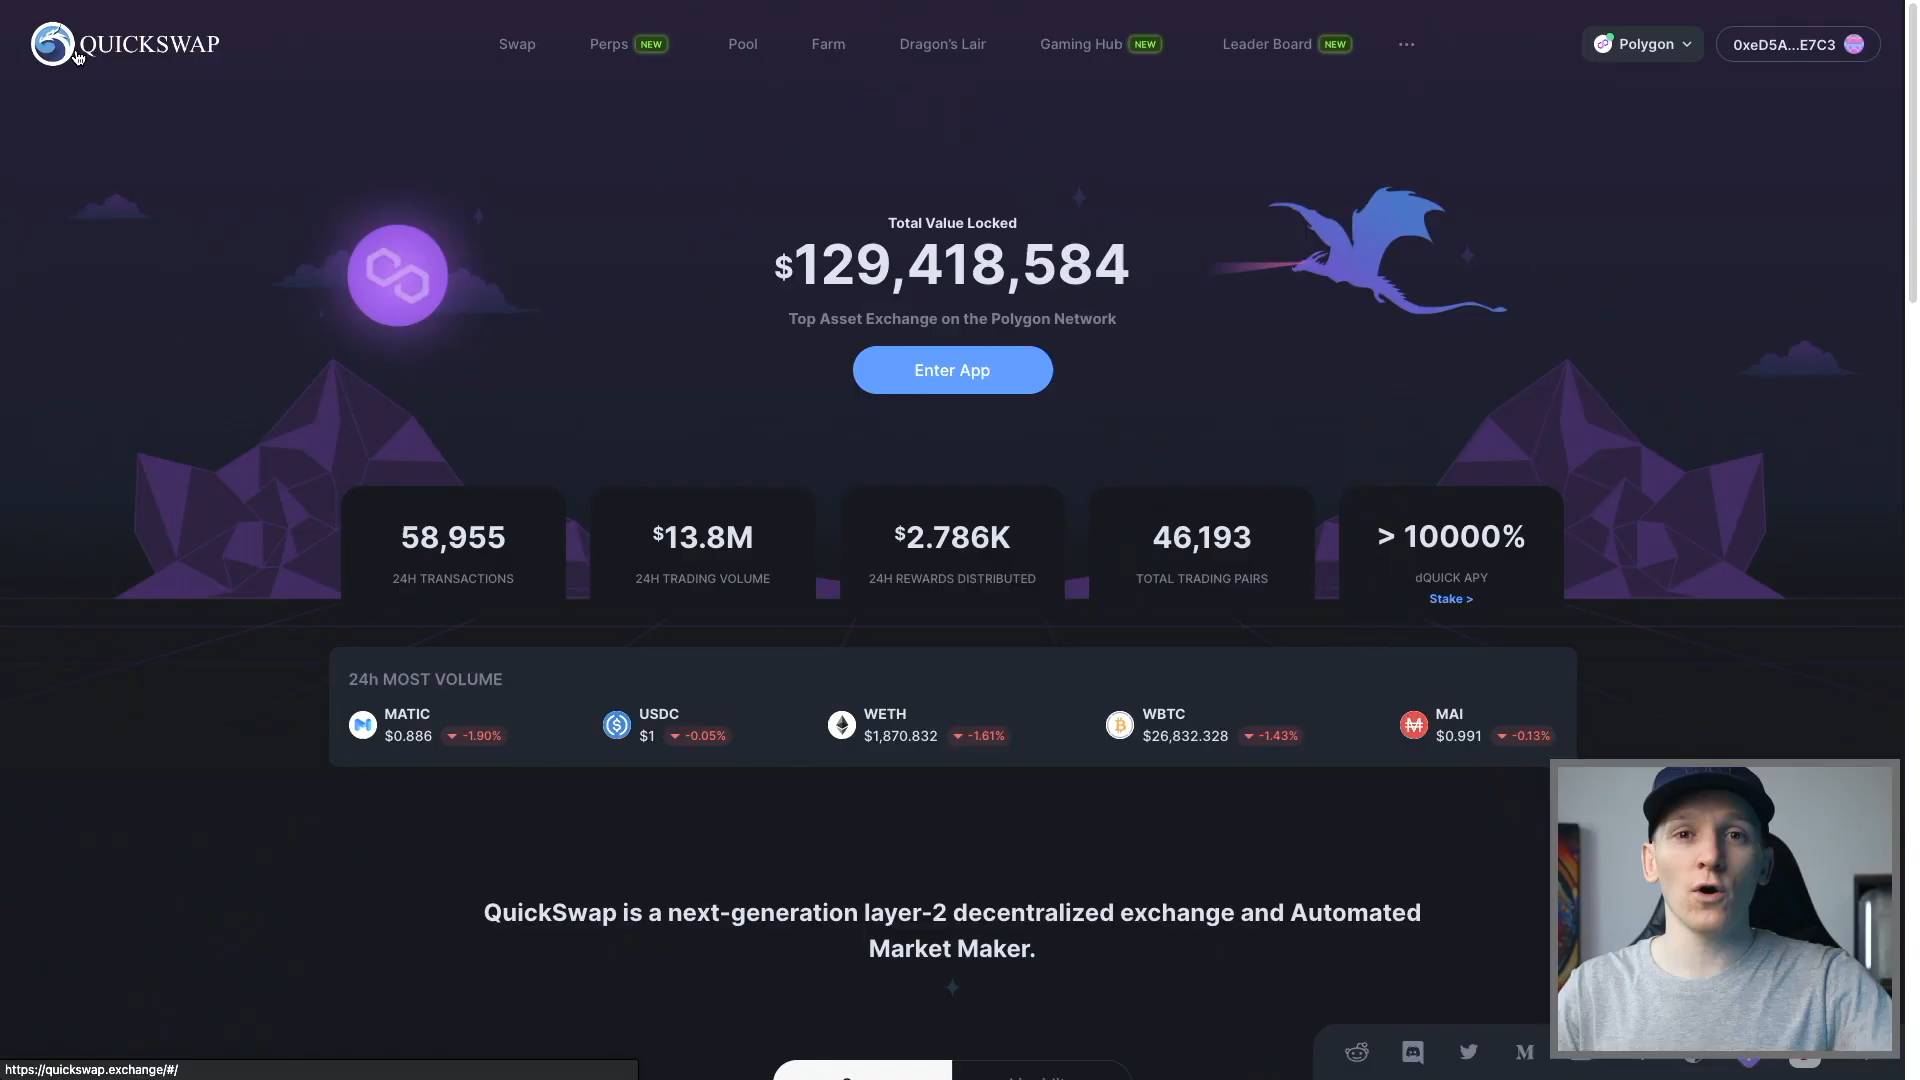 QUICKSWAP
Swap
Perps NEW
Pool
Farm
Dragon's Lair
Gaming Hub NEW
Leader Board NEW
Polygon
0xeD5A...E7C3
Total Value Locked
$129,418,584
Top Asset Exchange on the Polygon Network
Enter App
58,955
24H TRANSACTIONS
$13.8M
24H TRADING VOLUME
$2.786K
24H REWARDS DISTRIBUTED
46,193
TOTAL TRADING PAIRS
> 10000%
dQUICK APY
Stake >
24h MOST VOLUME
MATIC
$0.886 -1.90%
USDC
$1 -0.05%
WETH
$1,870.832 -1.61%
WBTC
$26,832.328 -1.43%
MAI
$0.991 -0.13%
QuickSwap is a next-generation layer-2 decentralized exchange and Automated
Market Maker.
https://quickswap.exchange/#/